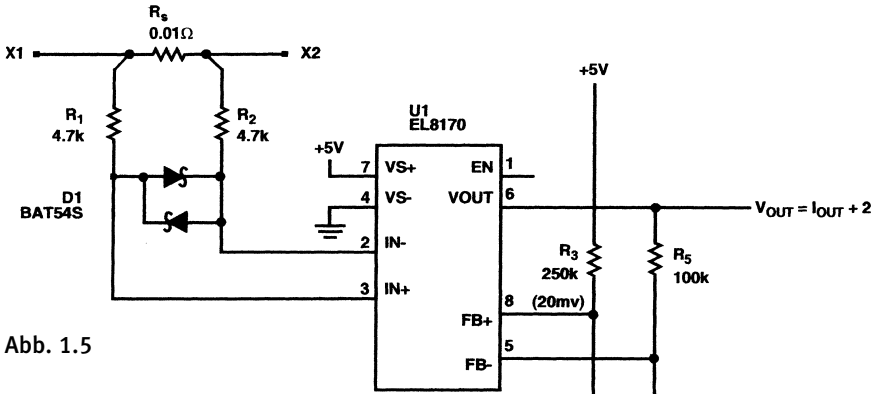 Rs
0.01Ω
X1
X2
R1
4.7k
R2
4.7k
D1
BAT54S
+5V
U1
EL8170
7 VS+
4 VS-
2 IN-
3 IN+
EN 1
VOUT 6
FB+ 8 (20mv)
FB- 5
+5V
R3
250k
R5
100k
VOUT = IOUT + 2
Abb. 1.5